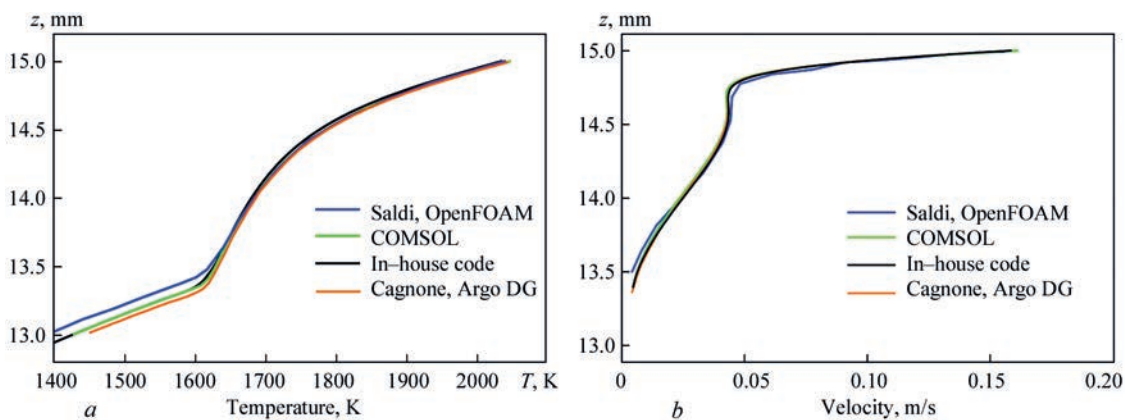 z, mm
15.0
14.5
14.0
13.5
13.0
Saldi, OpenFOAM
COMSOL
In–house code
Cagnone, Argo DG
1400 1500 1600 1700 1800 1900 2000 T, K
a Temperature, K
z, mm
15.0
14.5
14.0
13.5
13.0
Saldi, OpenFOAM
COMSOL
In–house code
Cagnone, Argo DG
0 0.05 0.10 0.15 0.20
b Velocity, m/s